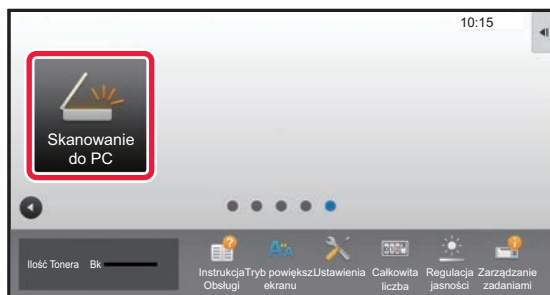 10:15
Skanowanie
do PC
Ilość Tonera Bk
Instrukcja Tryb powiększ Ustawienia Całkowita Regulacja Zarządzanie
Obsługi ekranu liczba jasności zadaniami